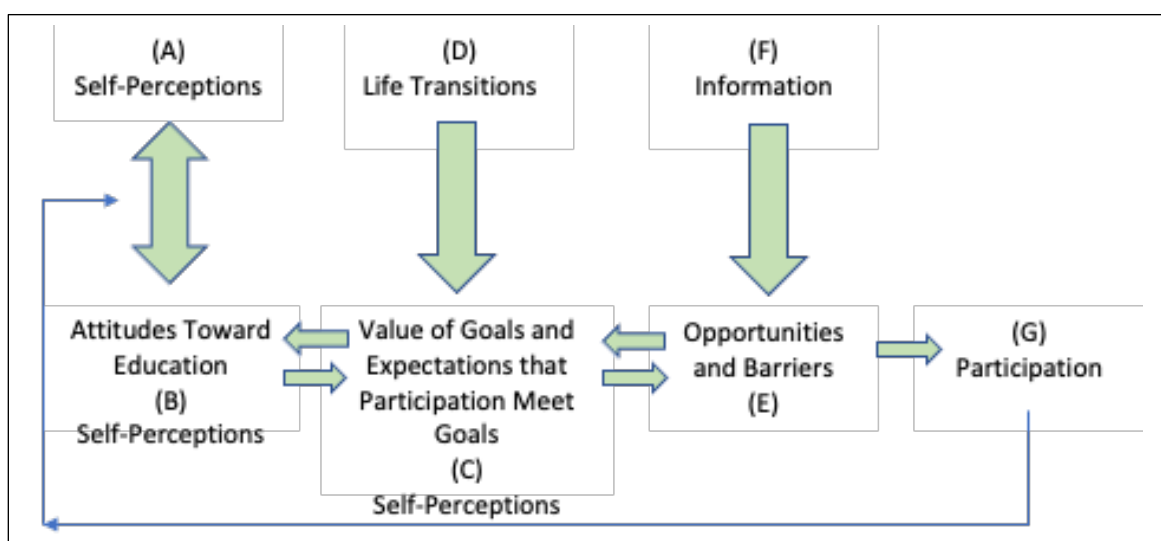 (A)
Self-Perceptions
(D)
Life Transitions
(F)
Information
Attitudes Toward
Education
(B)
Self-Perceptions
Value of Goals and
Expectations that
Participation Meet
Goals
(C)
Self-Perceptions
Opportunities
and Barriers
(E)
(G)
Participation